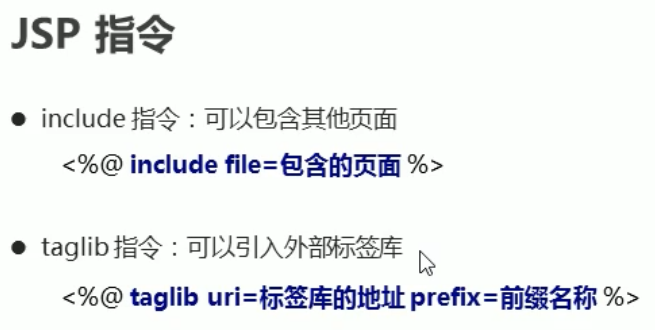 JSP 指令
● include 指令：可以包含其他页面
<%@ include file=包含的页面 %>
● taglib 指令：可以引入外部标签库
<%@ taglib uri=标签库的地址 prefix=前缀名称 %>